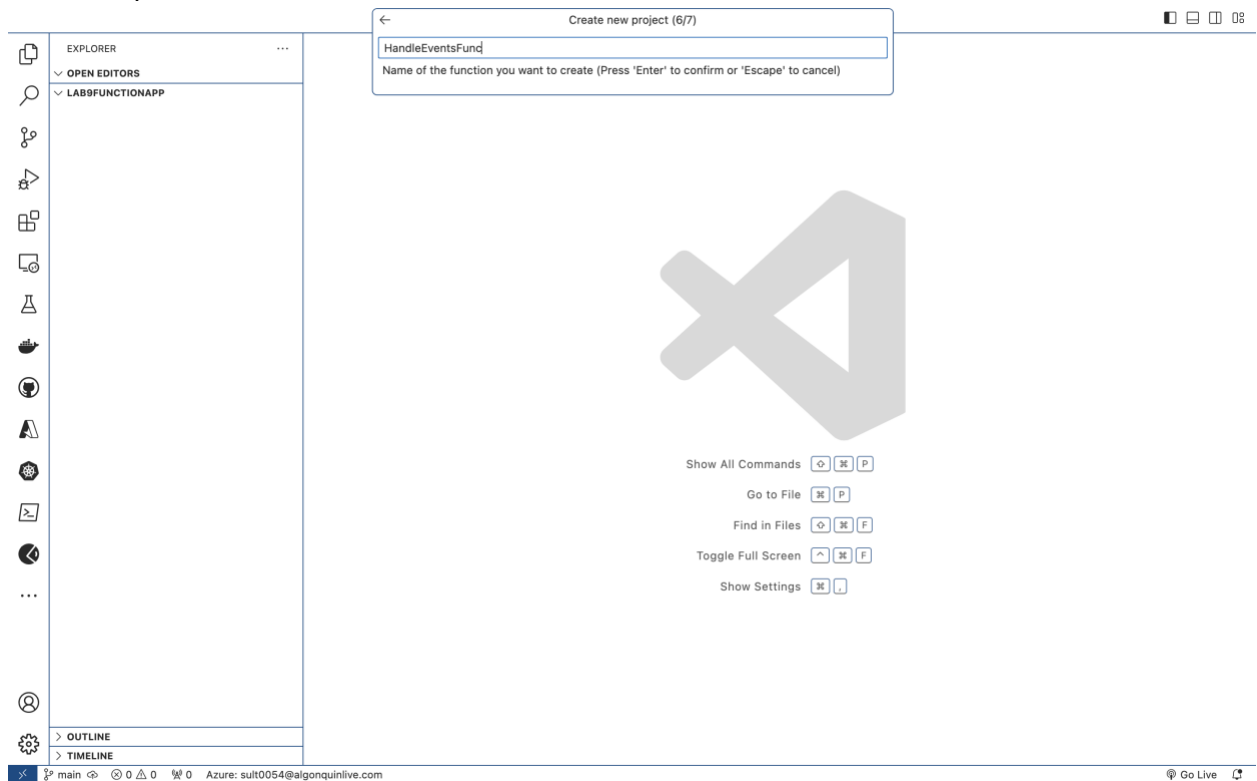 Create new project (6/7)
HandleEventsFunc
Name of the function you want to create (Press 'Enter' to confirm or 'Escape' to cancel)
EXPLORER
OPEN EDITORS
LAB9FUNCTIONAPP
Show All Commands ⇧ ⌘ P
Go to File ⌘ P
Find in Files ⇧ ⌘ F
Toggle Full Screen ^ ⌘ F
Show Settings ⌘ ,
OUTLINE
TIMELINE
main 0 0 0 Azure: sult0054@algonquinlive.com Go Live